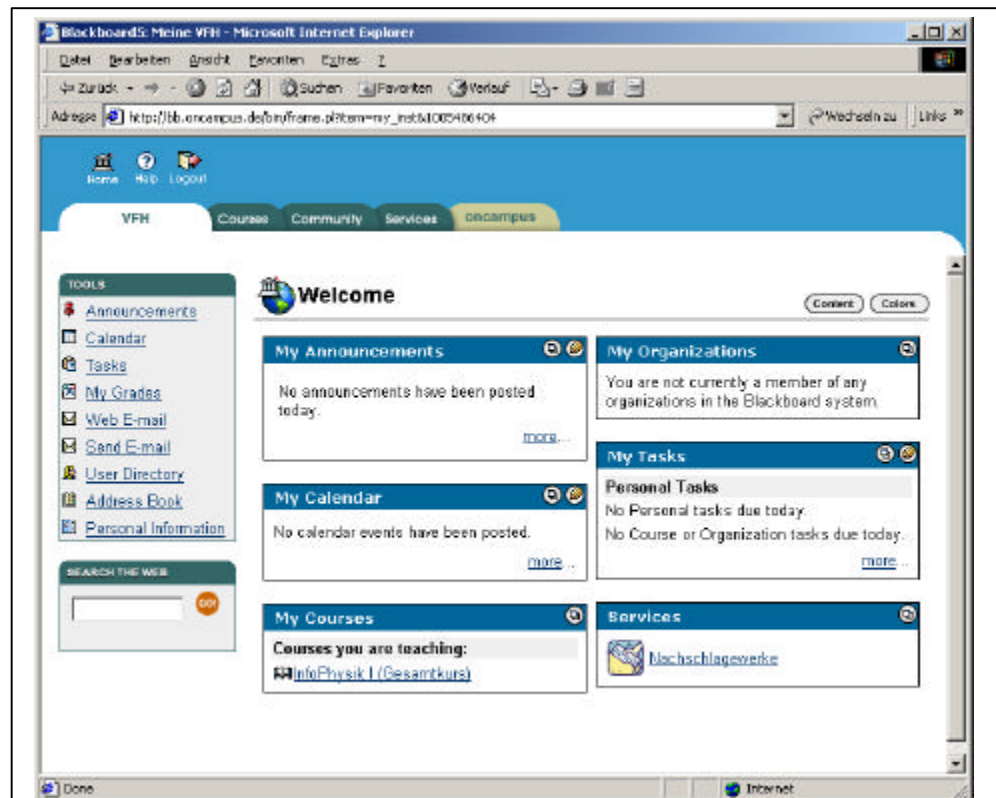 Blackboard5: Meine VFH - Microsoft Internet Explorer
Datei Bearbeiten Ansicht Favoriten Extras ?
Zurück Suchen Favoriten Verlauf
Adresse http://bb.oncampus.de/bin/frame.pl?item=my_inst&1005486404 Wechseln zu Links »
Home Help Logout
VFH Courses Community Services oncampus
TOOLS
Announcements
Calendar
Tasks
My Grades
Web E-mail
Send E-mail
User Directory
Address Book
Personal Information
SEARCH THE WEB
GO!
Welcome
Content Colors
My Announcements
No announcements have been posted
today.
more...
My Calendar
No calendar events have been posted.
more...
My Courses
Courses you are teaching:
InfoPhysik I (Gesamtkurs)
My Organizations
You are not currently a member of any
organizations in the Blackboard system.
My Tasks
Personal Tasks
No Personal tasks due today.
No Course or Organization tasks due today.
more...
Services
Nachschlagewerke
Done Internet